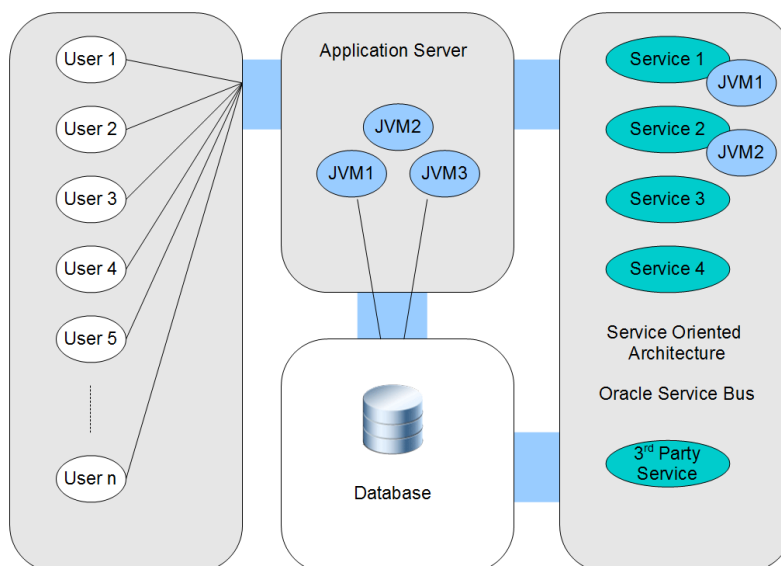 User 1
User 2
User 3
User 4
User 5
User n
Application Server
JVM2
JVM1
JVM3
Database
Service 1
JVM1
Service 2
JVM2
Service 3
Service 4
Service Oriented
Architecture
Oracle Service Bus
3rd Party
Service